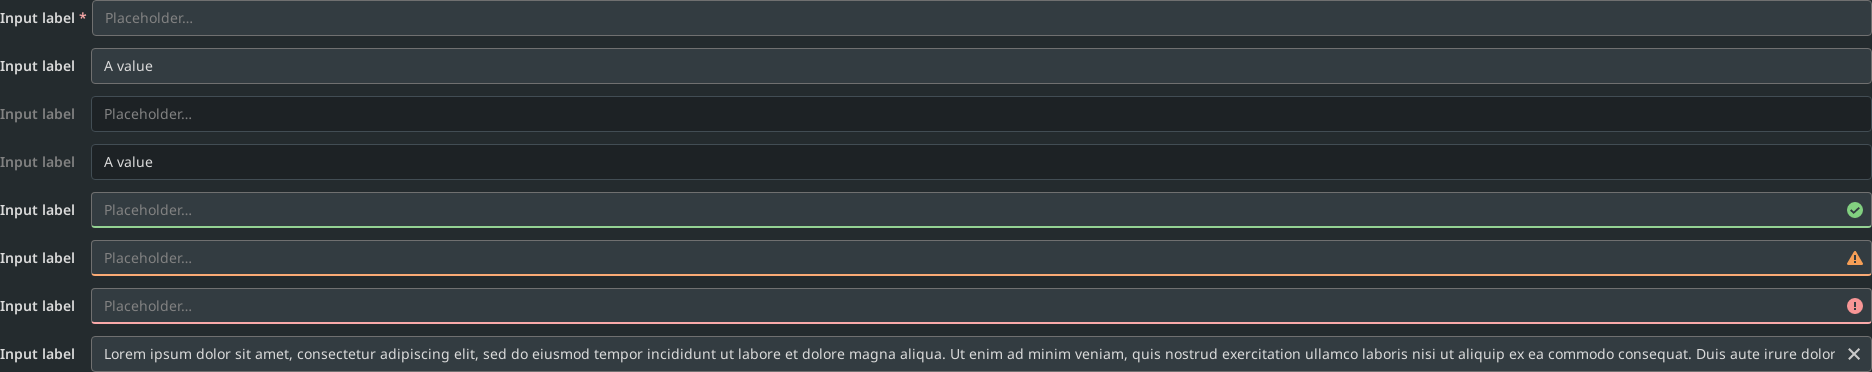 Input label * Placeholder...
Input label A value
Input label Placeholder...
Input label A value
Input label Placeholder...
Input label Placeholder...
Input label Placeholder...
Input label Lorem ipsum dolor sit amet, consectetur adipiscing elit, sed do eiusmod tempor incididunt ut labore et dolore magna aliqua. Ut enim ad minim veniam, quis nostrud exercitation ullamco laboris nisi ut aliquip ex ea commodo consequat. Duis aute irure dolor